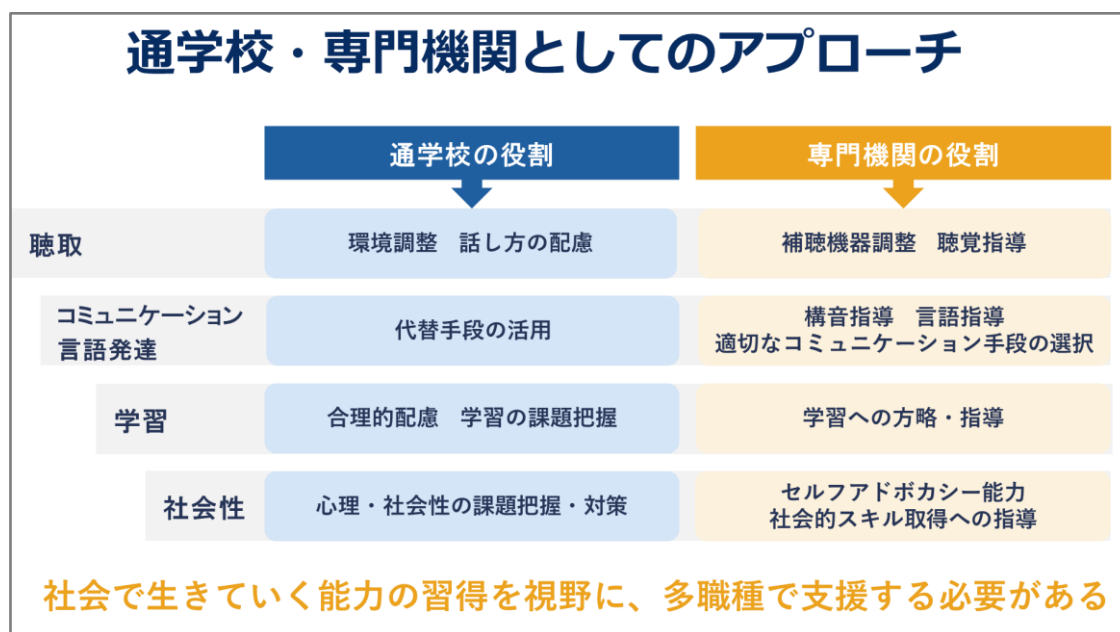 通学校・専門機関としてのアプローチ
通学校の役割
専門機関の役割
聴取
環境調整　話し方の配慮
補聴機器調整　聴覚指導
コミュニケーション
言語発達
代替手段の活用
構音指導　言語指導
適切なコミュニケーション手段の選択
学習
合理的配慮　学習の課題把握
学習への方略・指導
社会性
心理・社会性の課題把握・対策
セルフアドボカシー能力
社会的スキル取得への指導
社会で生きていく能力の習得を視野に、多職種で支援する必要がある